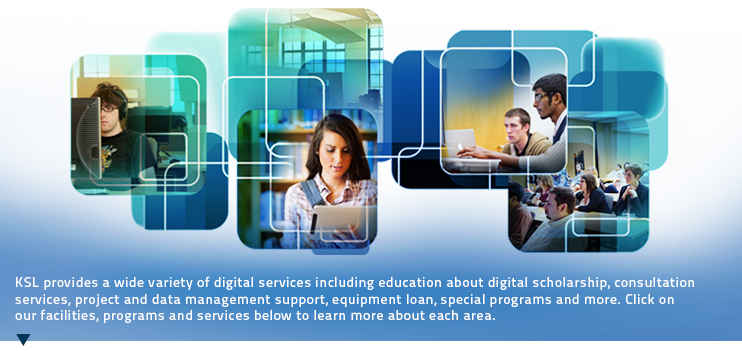 KSL provides a wide variety of digital services including education about digital scholarship, consultation
services, project and data management support, equipment loan, special programs and more. Click on
our facilities, programs and services below to learn more about each area.